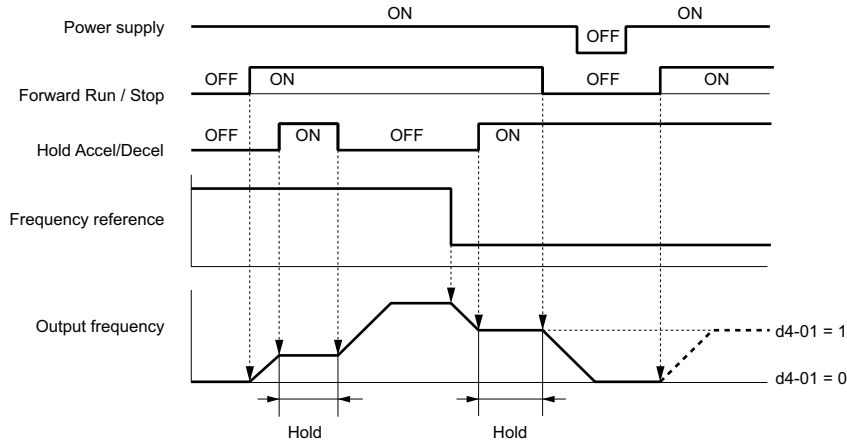 ON
ON
Power supply
OFF
OFF
ON
OFF
ON
Forward Run / Stop
OFF
ON
OFF
ON
Hold Accel/Decel
Frequency reference
Output frequency
d4-01 = 1
d4-01 = 0
Hold
Hold